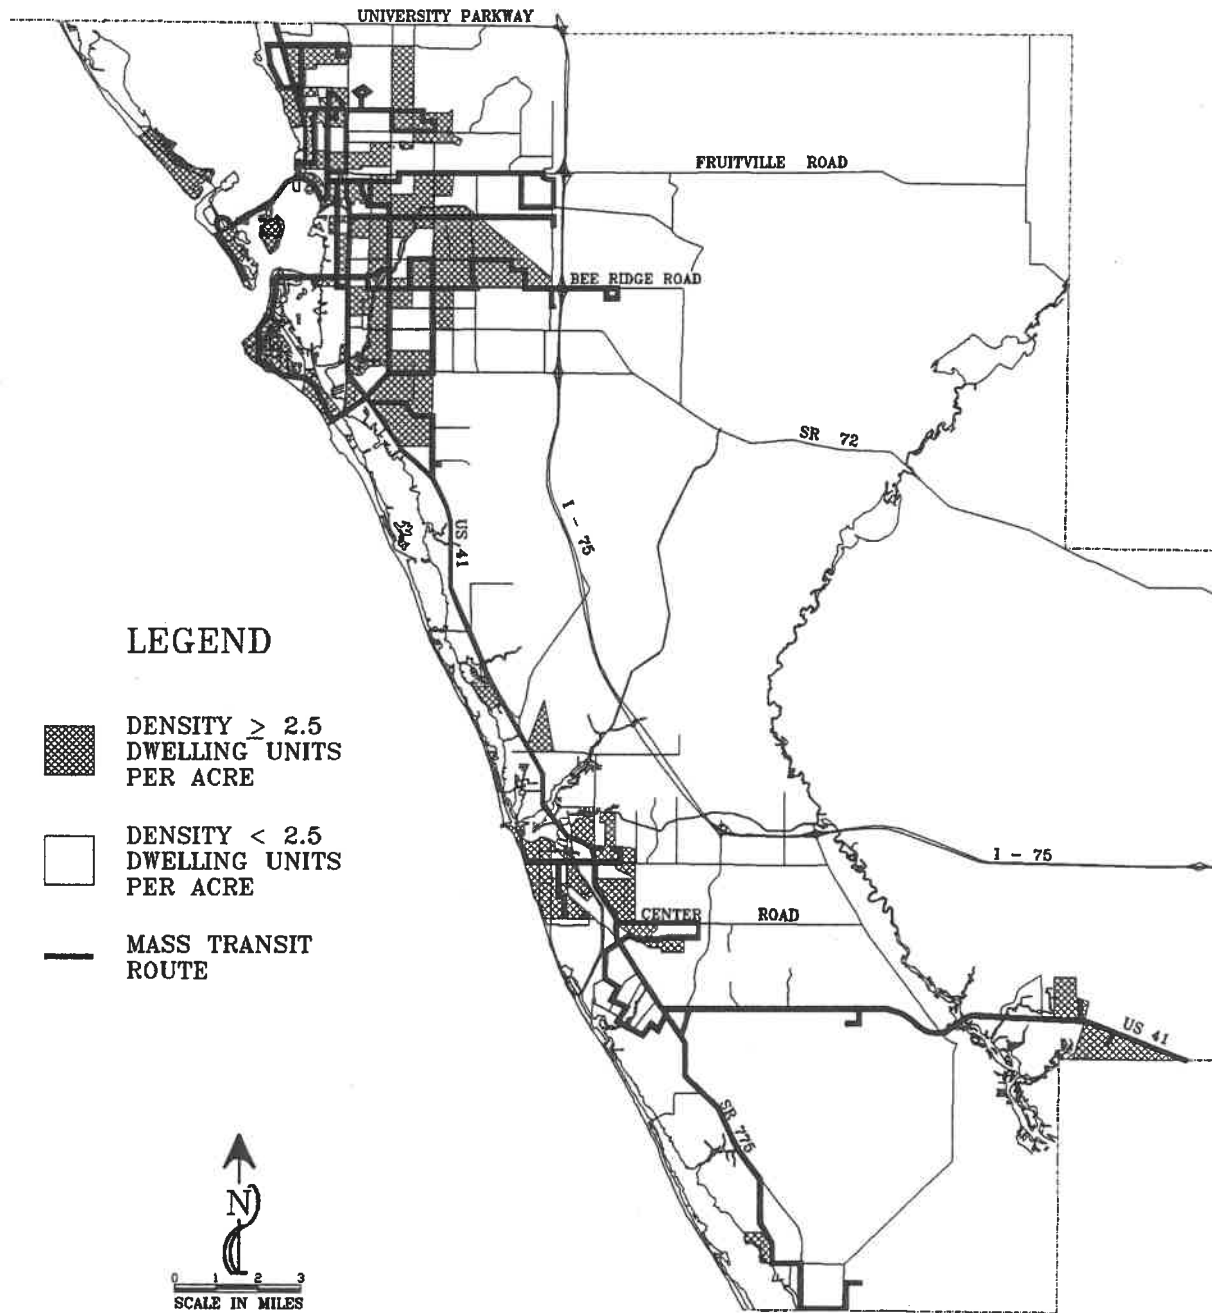 UNIVERSITY PARKWAY
FRUITVILLE ROAD
BEE RIDGE ROAD
SR 72
I - 75
US 41
LEGEND
DENSITY ≥ 2.5
DWELLING UNITS
PER ACRE
DENSITY < 2.5
DWELLING UNITS
PER ACRE
MASS TRANSIT
ROUTE
I - 75
CENTER ROAD
US 41
SR 775
N
0 1 2 3
SCALE IN MILES